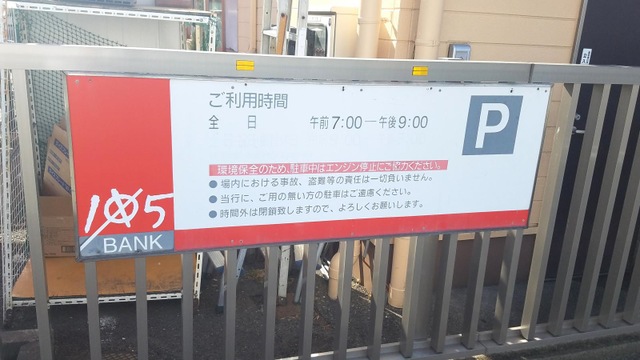 ご利用時間
全 日 午前7:00―午後9:00
P
環境保全のため、駐車中はエンジン停止にご協力ください。
●場内における事故、盗難等の責任は一切負いません。
●当行に、ご用の無い方の駐車はご遠慮ください。
●時間外は閉鎖致しますので、よろしくお願いします。
105
BANK